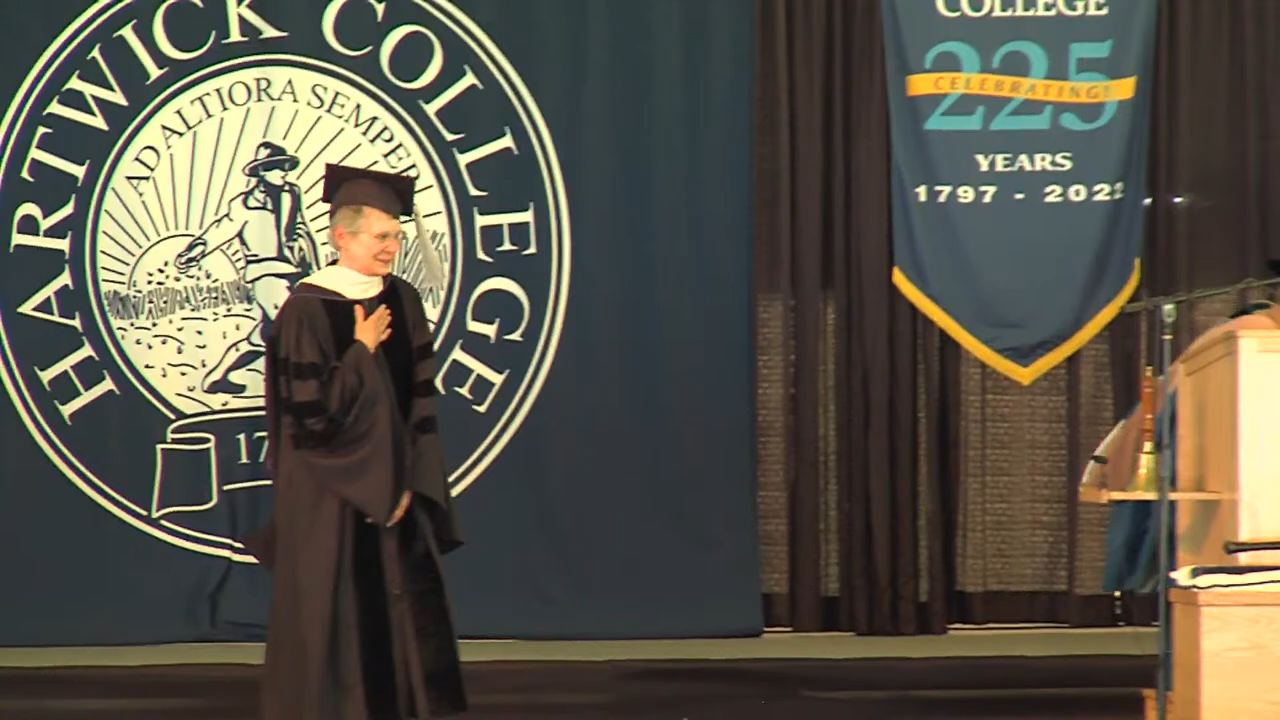 HARTWICK COLLEGE
AD ALTIORA SEMPER
17
COLLEGE
225
CELEBRATING!
YEARS
1797 - 2022